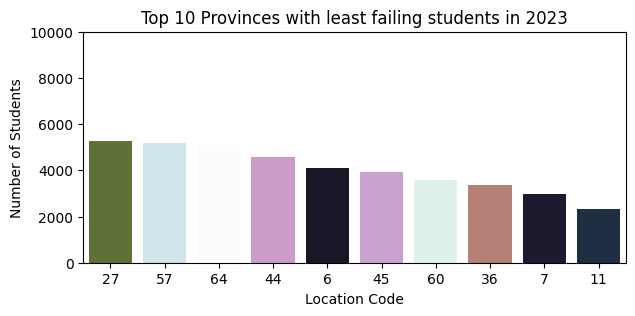 Top 10 Provinces with least failing students in 2023
10000
8000
6000
4000
2000
0
Number of Students
27 57 64 44 6 45 60 36 7 11
Location Code